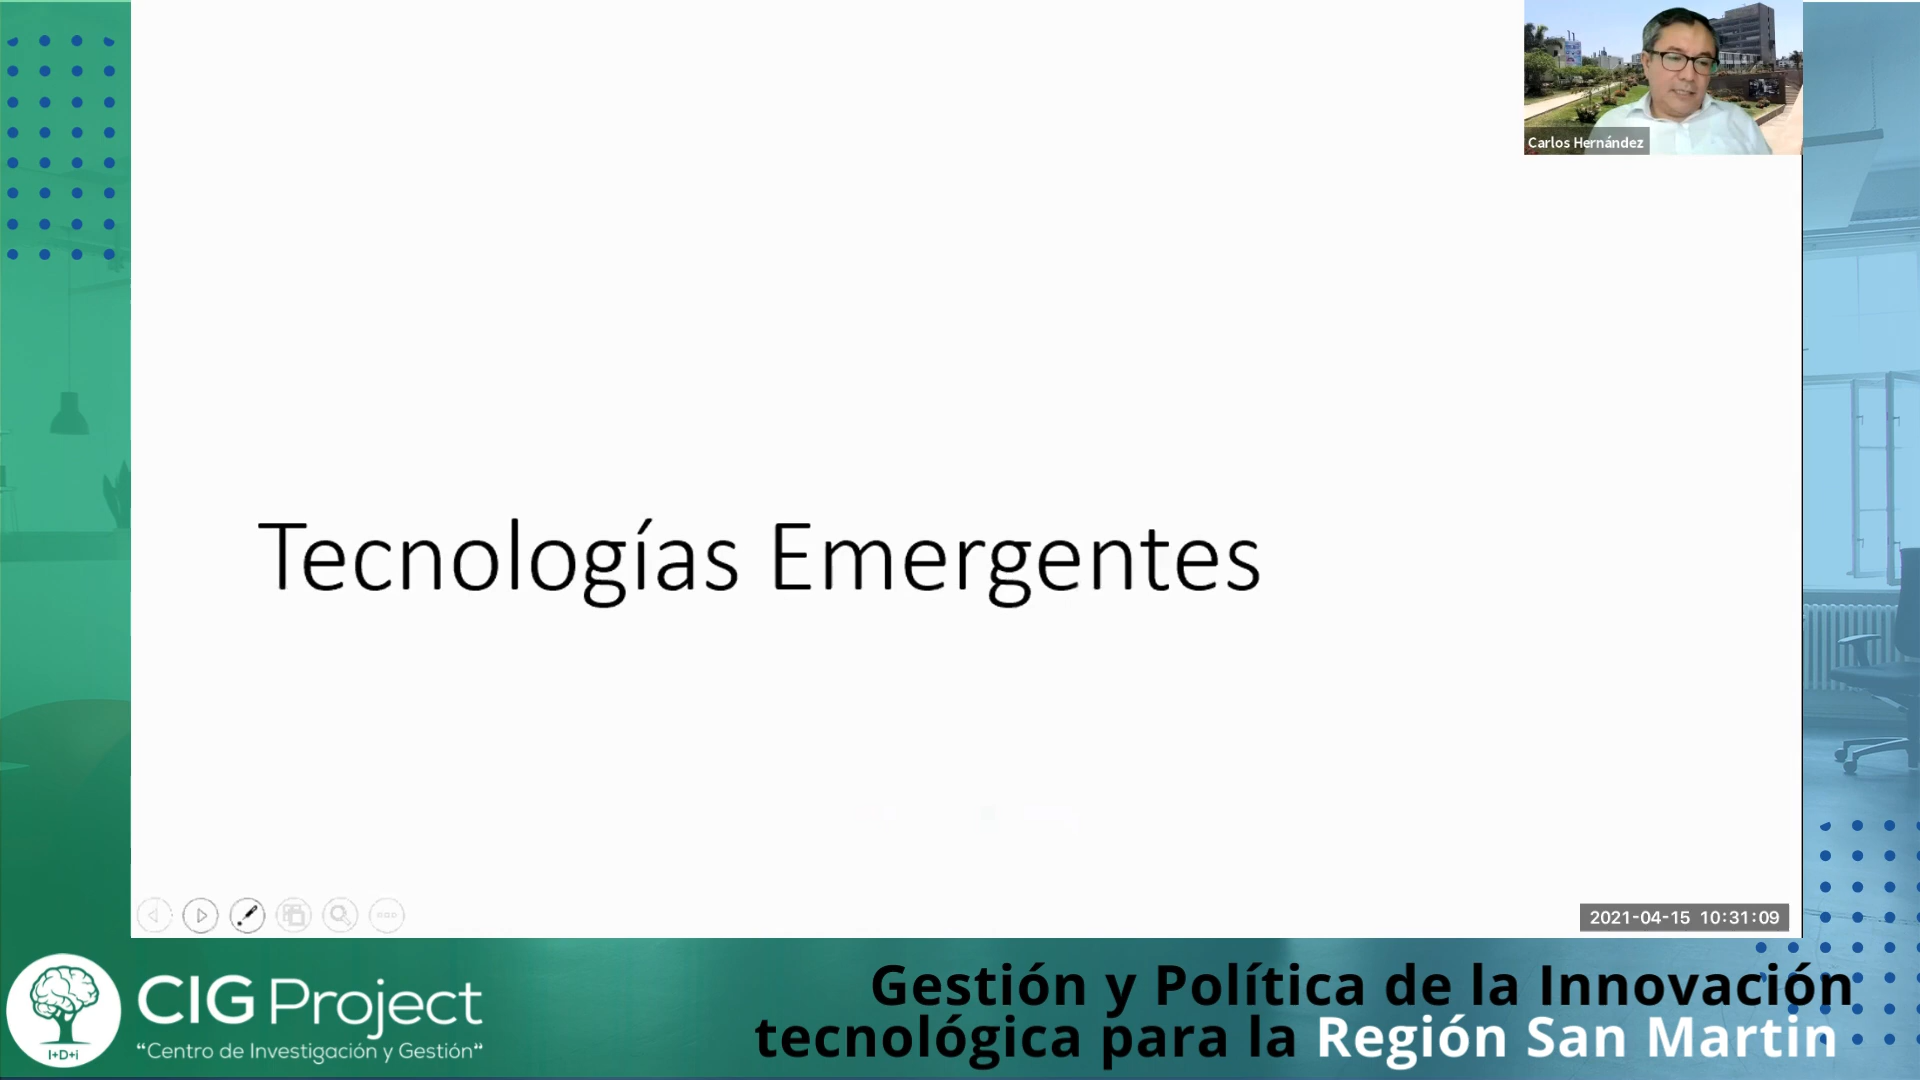 Carlos Hernández
Tecnologías Emergentes
2021-04-15 10:31:09
I+D+i
CIG Project
“Centro de Investigación y Gestión“
Gestión y Política de la Innovación
tecnológica para la Región San Martin